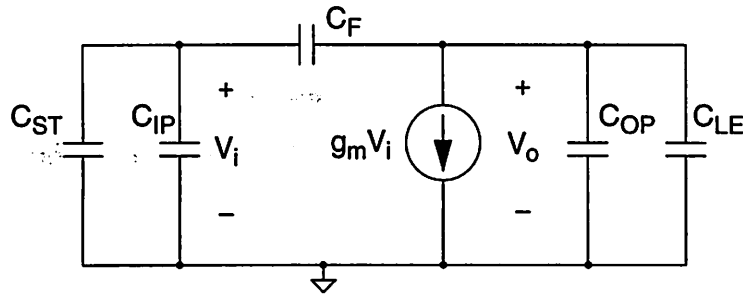 C_F
C_ST
C_IP
+
V_i
−
g_mV_i
+
V_o
−
C_OP
C_LE